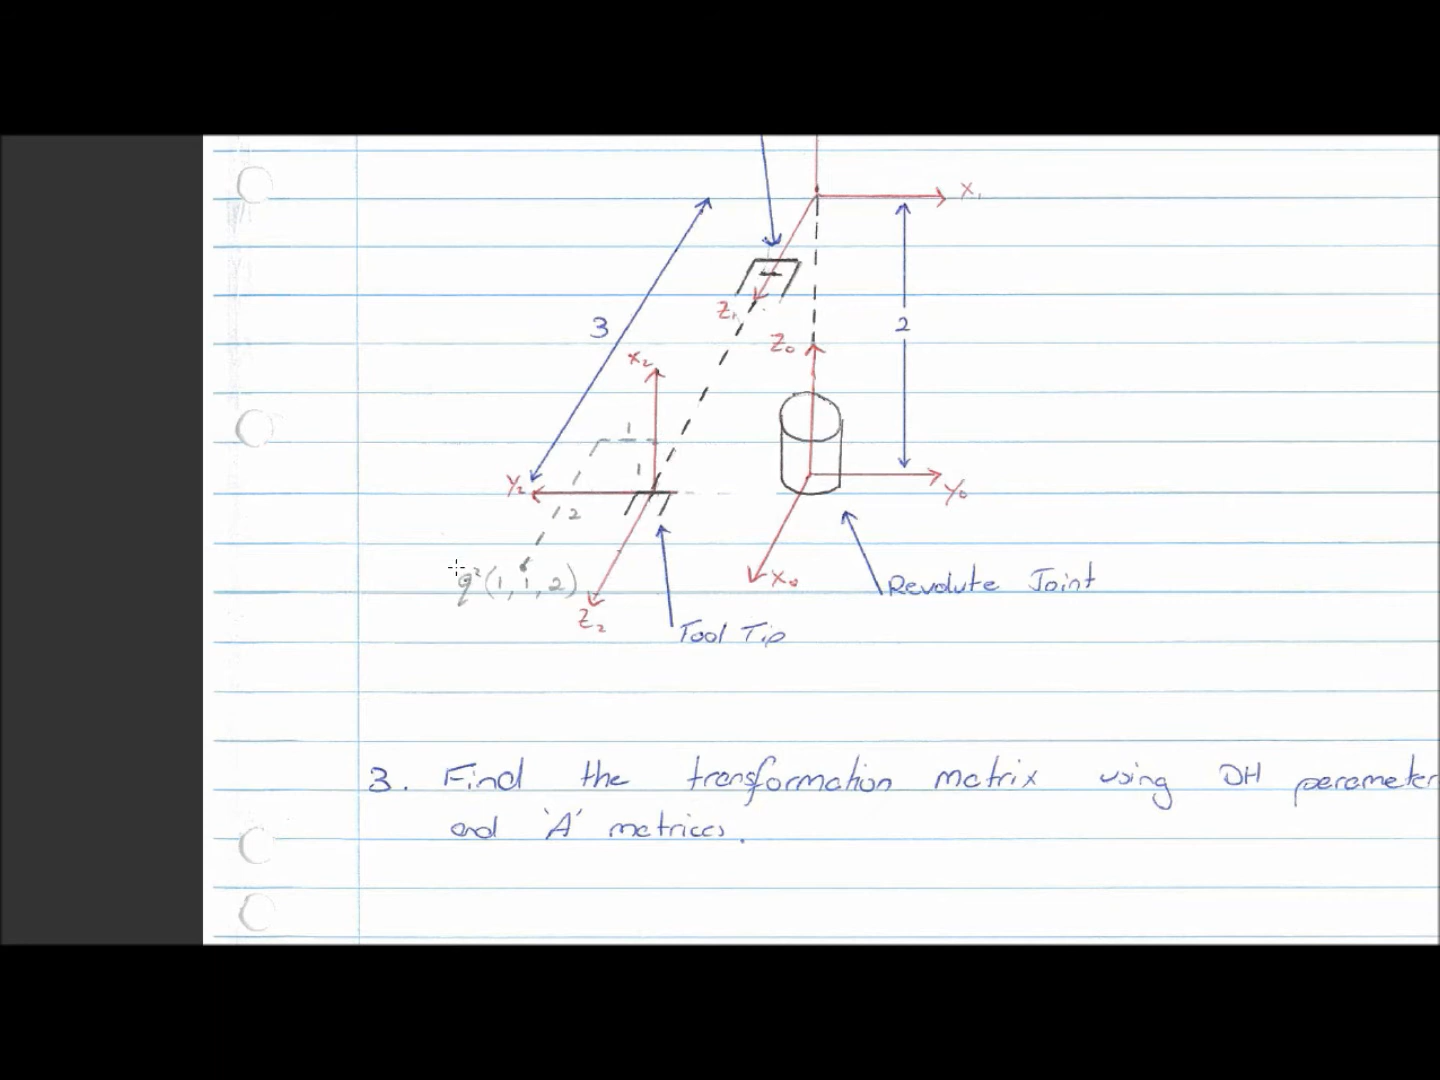 X₁
Z₁
2
3
Z₀
X₂
1
1
Y₂
2
Y₀
q²(1, 1, 2)
X₀
Revolute Joint
Z₂
Tool Tip
3. Find the transformation matrix using DH parameter
and 'A' matrices.